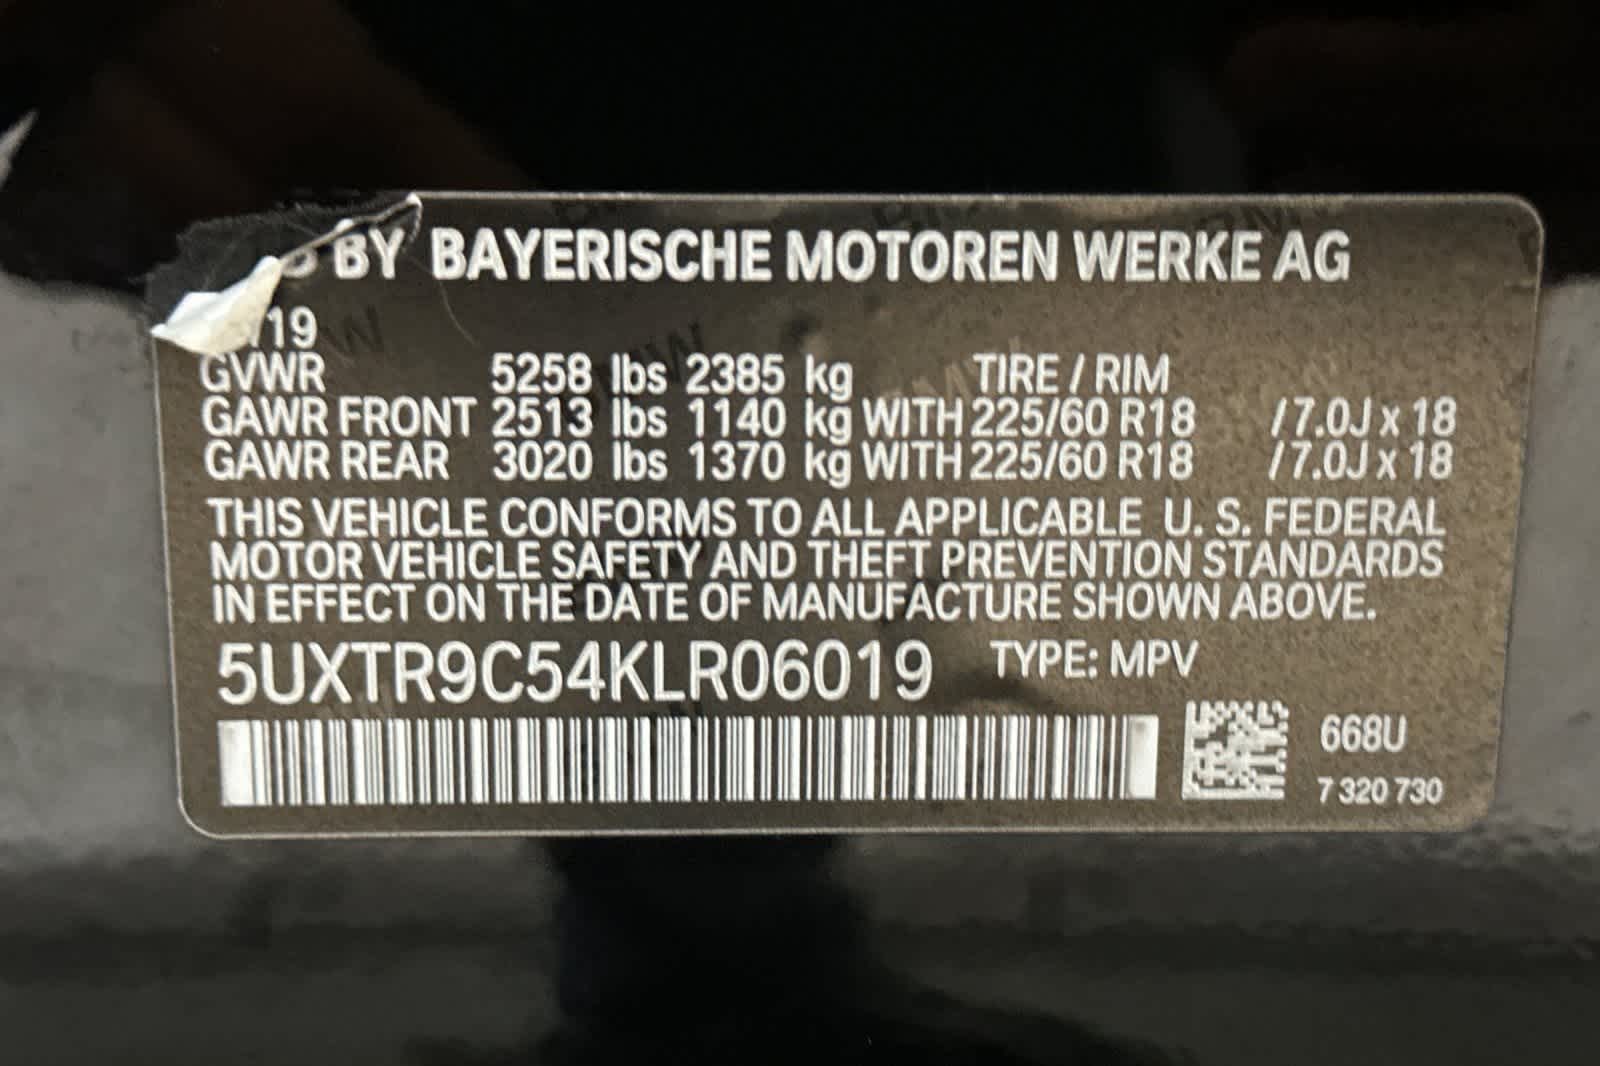 BY BAYERISCHE MOTOREN WERKE AG
/19
GVWR 5258 lbs 2385 kg TIRE / RIM
GAWR FRONT 2513 lbs 1140 kg WITH 225/60 R18 /7.0J x 18
GAWR REAR 3020 lbs 1370 kg WITH 225/60 R18 /7.0J x 18
THIS VEHICLE CONFORMS TO ALL APPLICABLE U. S. FEDERAL
MOTOR VEHICLE SAFETY AND THEFT PREVENTION STANDARDS
IN EFFECT ON THE DATE OF MANUFACTURE SHOWN ABOVE.
5UXTR9C54KLR06019 TYPE: MPV
668U
7 320 730